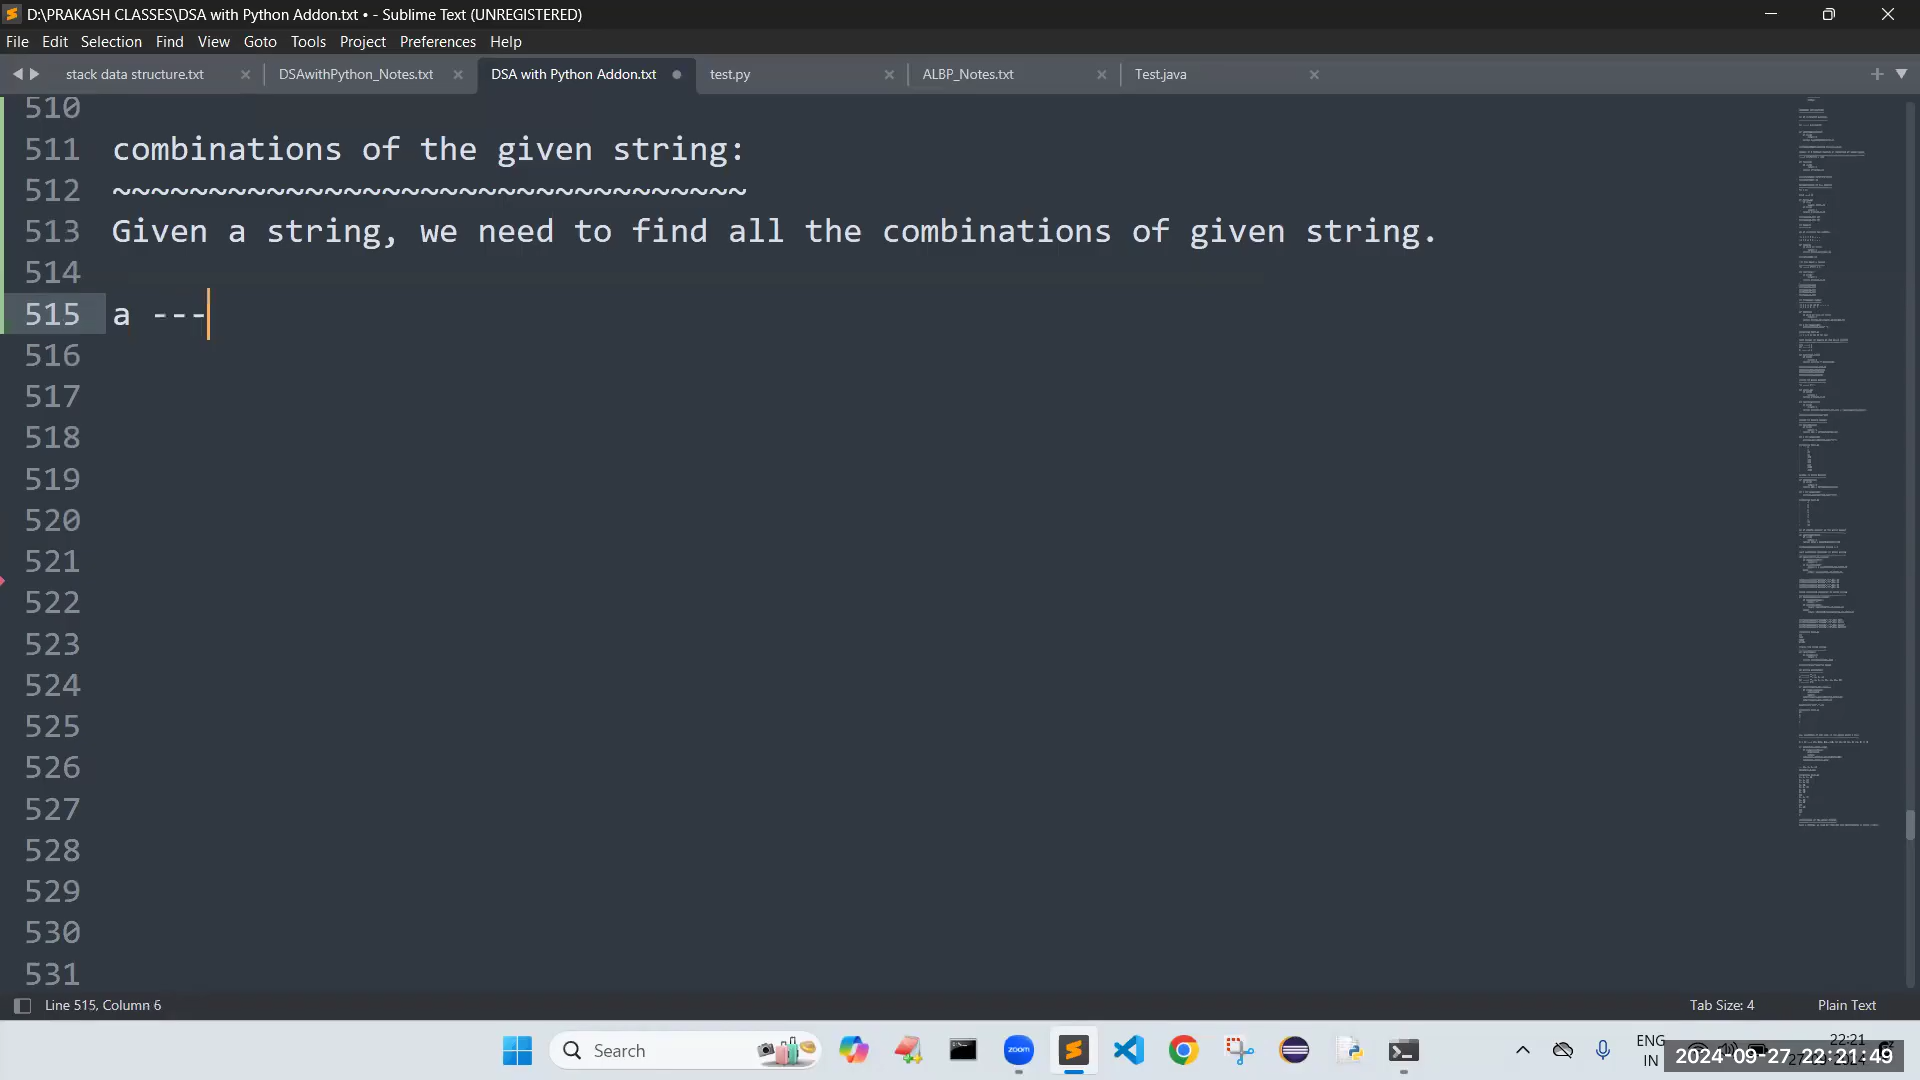 D:\PRAKASH CLASSES\DSA with Python Addon.txt • - Sublime Text (UNREGISTERED)
File Edit Selection Find View Goto Tools Project Preferences Help
stack data structure.txt DSAwithPython_Notes.txt DSA with Python Addon.txt test.py ALBP_Notes.txt Test.java
510
511 combinations of the given string:
512 ~~~~~~~~~~~~~~~~~~~~~~~~~~~~~~~~~
513 Given a string, we need to find all the combinations of given string.
514
515 a ---
516
517
518
519
520
521
522
523
524
525
526
527
528
529
530
531
Line 515, Column 6 Tab Size: 4 Plain Text
Search zoom ENG IN 22:21
2024-09-27 22:21:49